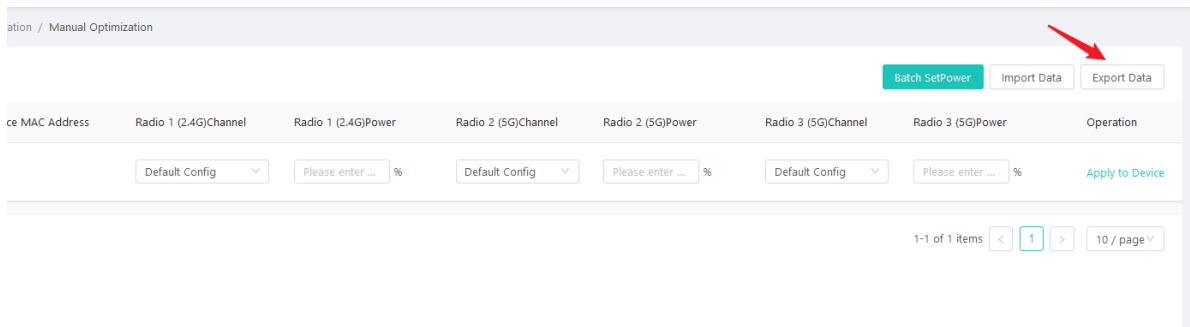 ation / Manual Optimization
Batch SetPower Import Data Export Data
ce MAC Address Radio 1 (2.4G)Channel Radio 1 (2.4G)Power Radio 2 (5G)Channel Radio 2 (5G)Power Radio 3 (5G)Channel Radio 3 (5G)Power Operation
Default Config Please enter ... % Default Config Please enter ... % Default Config Please enter ... % Apply to Device
1-1 of 1 items < 1 > 10 / page